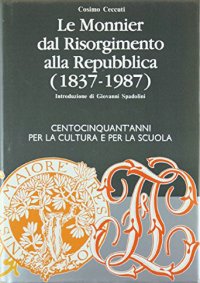 Cosimo Ceccuti
Le Monnier
dal Risorgimento
alla Repubblica
(1837-1987)
Introduzione di Giovanni Spadolini
CENTOCINQUANT'ANNI
PER LA CULTURA E PER LA SCUOLA